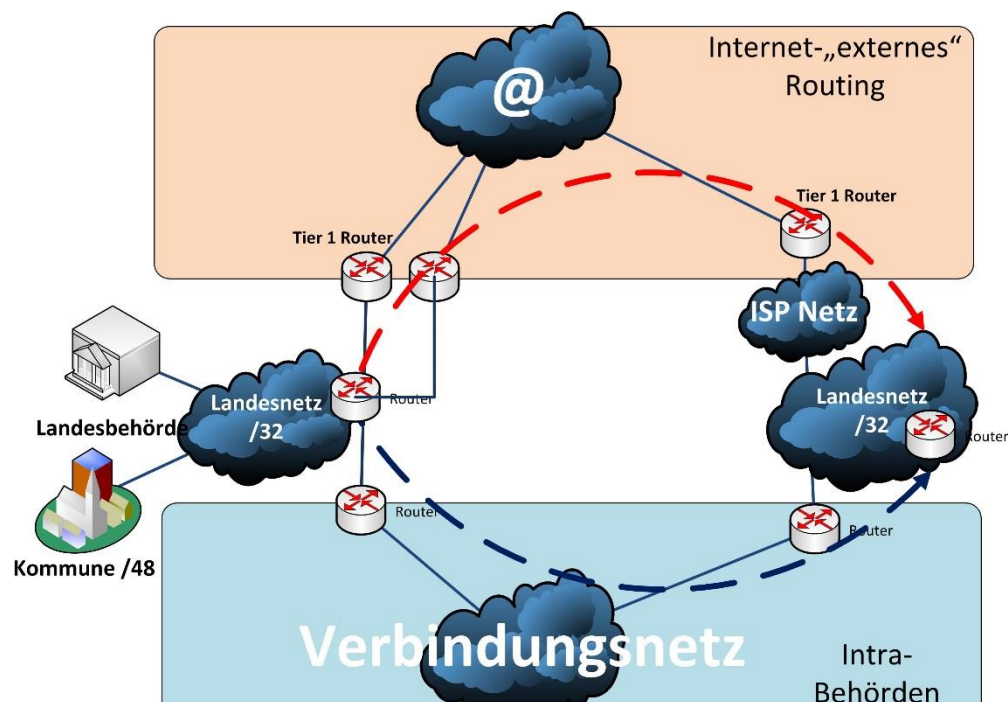 Internet-„externes“
Routing
@
Tier 1 Router
Tier 1 Router
ISP Netz
Landesnetz
/32
Router
Landesbehörde
Landesnetz
/32
Router
Kommune /48
Router
Router
Verbindungsnetz
Intra-
Behörden